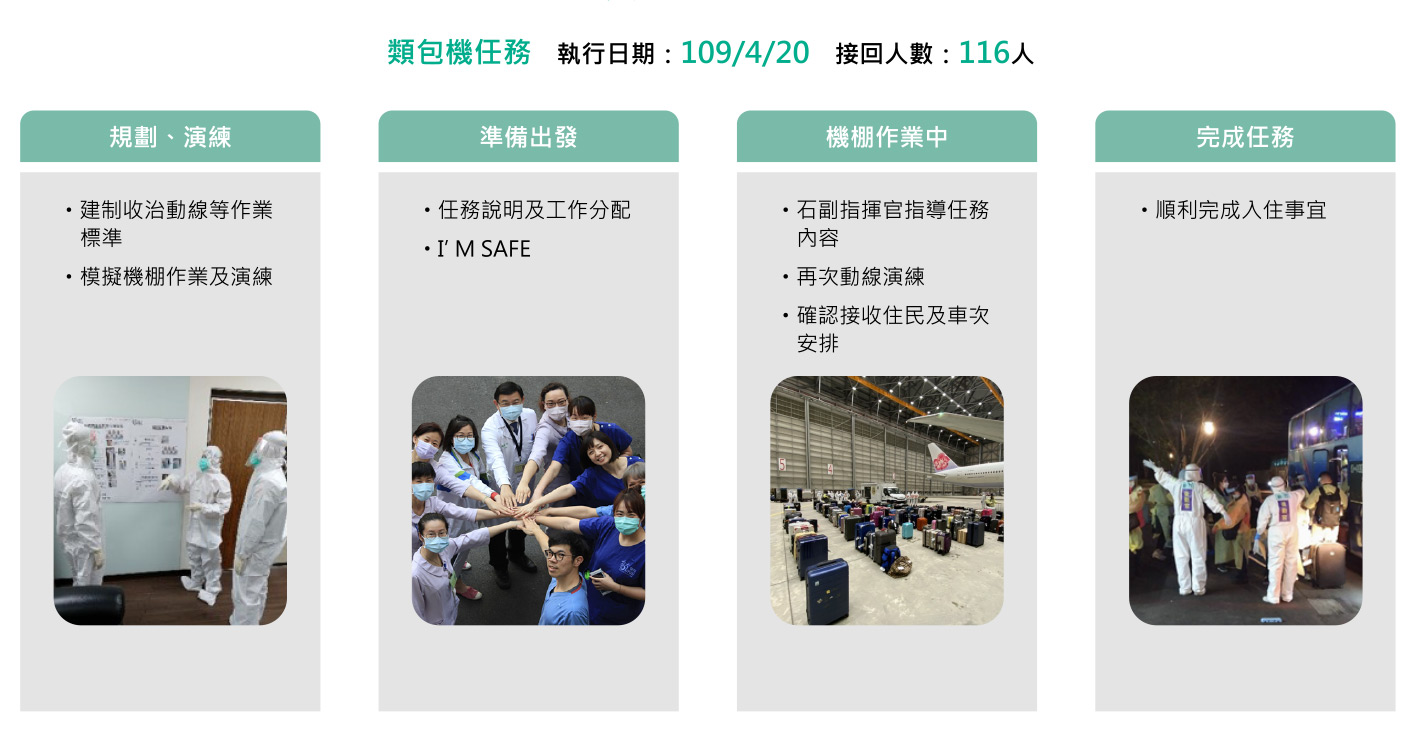 類包機任務 執行日期：109/4/20 接回人數：116人
規劃、演練
・建制收治動線等作業
標準
・模擬機棚作業及演練
準備出發
・任務說明及工作分配
・I’ M SAFE
機棚作業中
・石副指揮官指導任務
內容
・再次動線演練
・確認接收住民及車次
安排
5
4
完成任務
・順利完成入住事宜